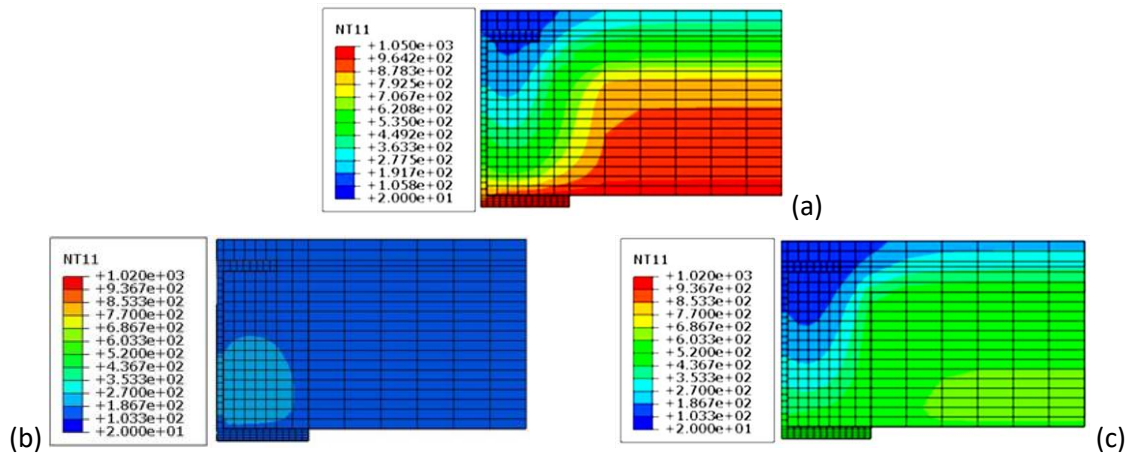 NT11
+1.050e+03
+9.642e+02
+8.783e+02
+7.925e+02
+7.067e+02
+6.208e+02
+5.350e+02
+4.492e+02
+3.633e+02
+2.775e+02
+1.917e+02
+1.058e+02
+2.000e+01
(a)
NT11
+1.020e+03
+9.367e+02
+8.533e+02
+7.700e+02
+6.867e+02
+6.033e+02
+5.200e+02
+4.367e+02
+3.533e+02
+2.700e+02
+1.867e+02
+1.033e+02
+2.000e+01
(b)
NT11
+1.020e+03
+9.367e+02
+8.533e+02
+7.700e+02
+6.867e+02
+6.033e+02
+5.200e+02
+4.367e+02
+3.533e+02
+2.700e+02
+1.867e+02
+1.033e+02
+2.000e+01
(c)